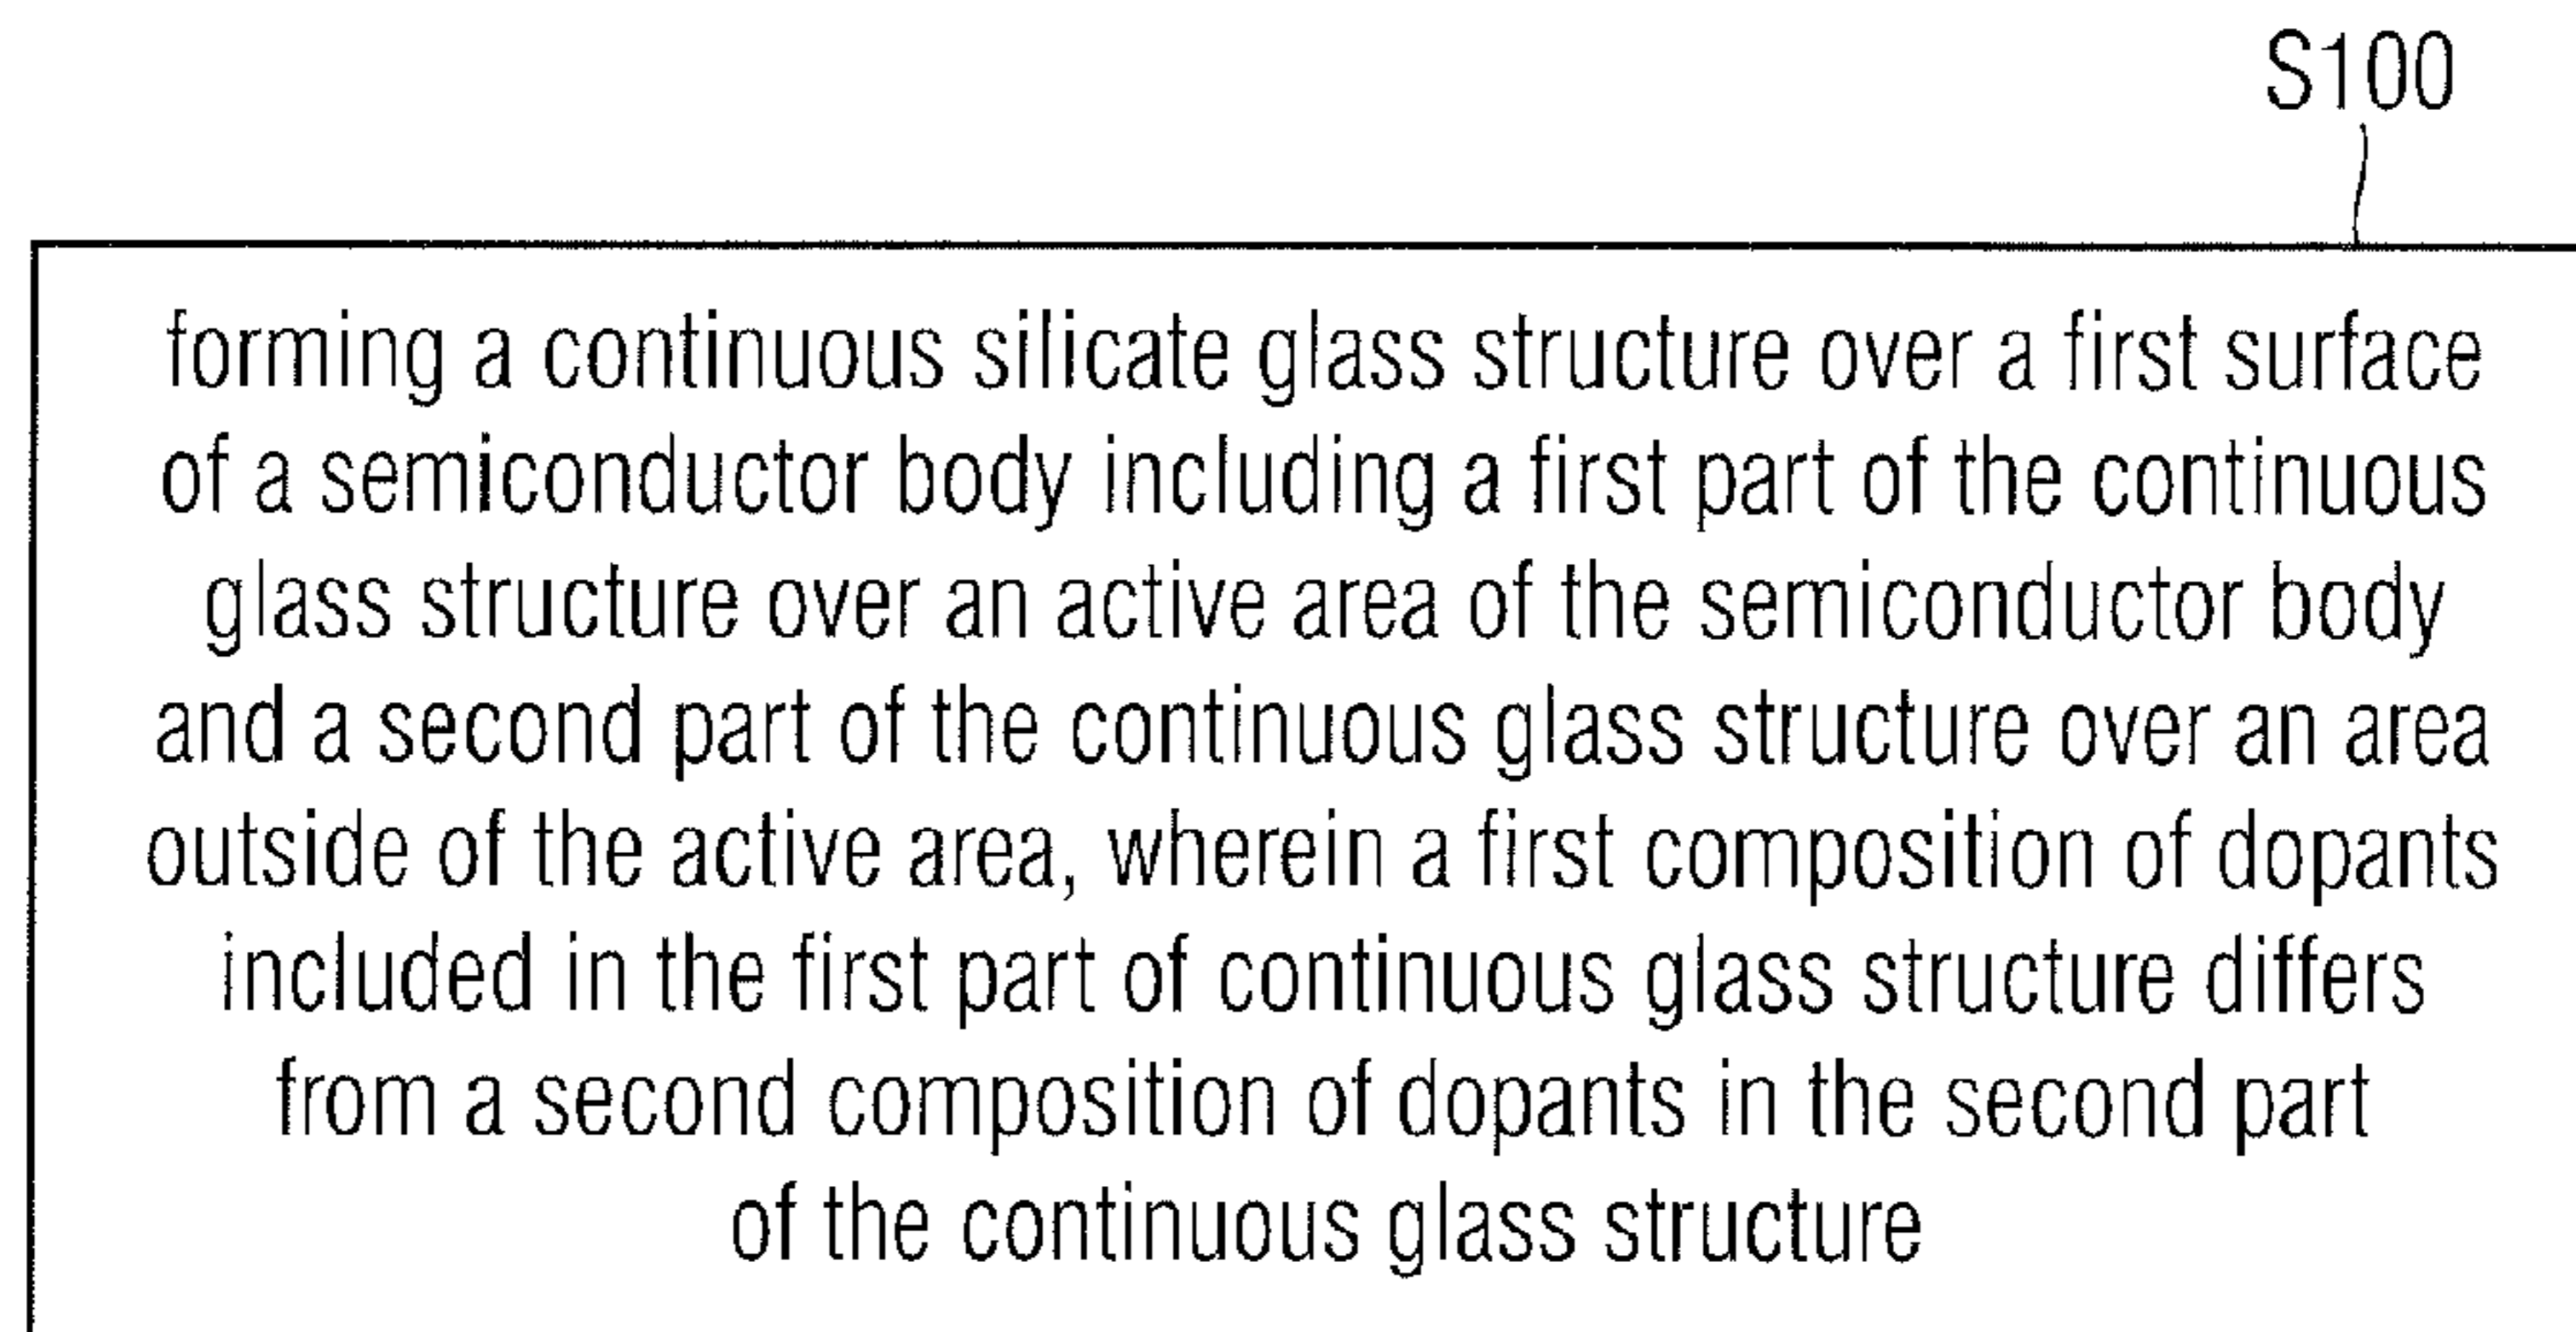 S100
forming a continuous silicate glass structure over a first surface
of a semiconductor body including a first part of the continuous
glass structure over an active area of the semiconductor body
and a second part of the continuous glass structure over an area
outside of the active area, wherein a first composition of dopants
included in the first part of continuous glass structure differs
from a second composition of dopants in the second part
of the continuous glass structure